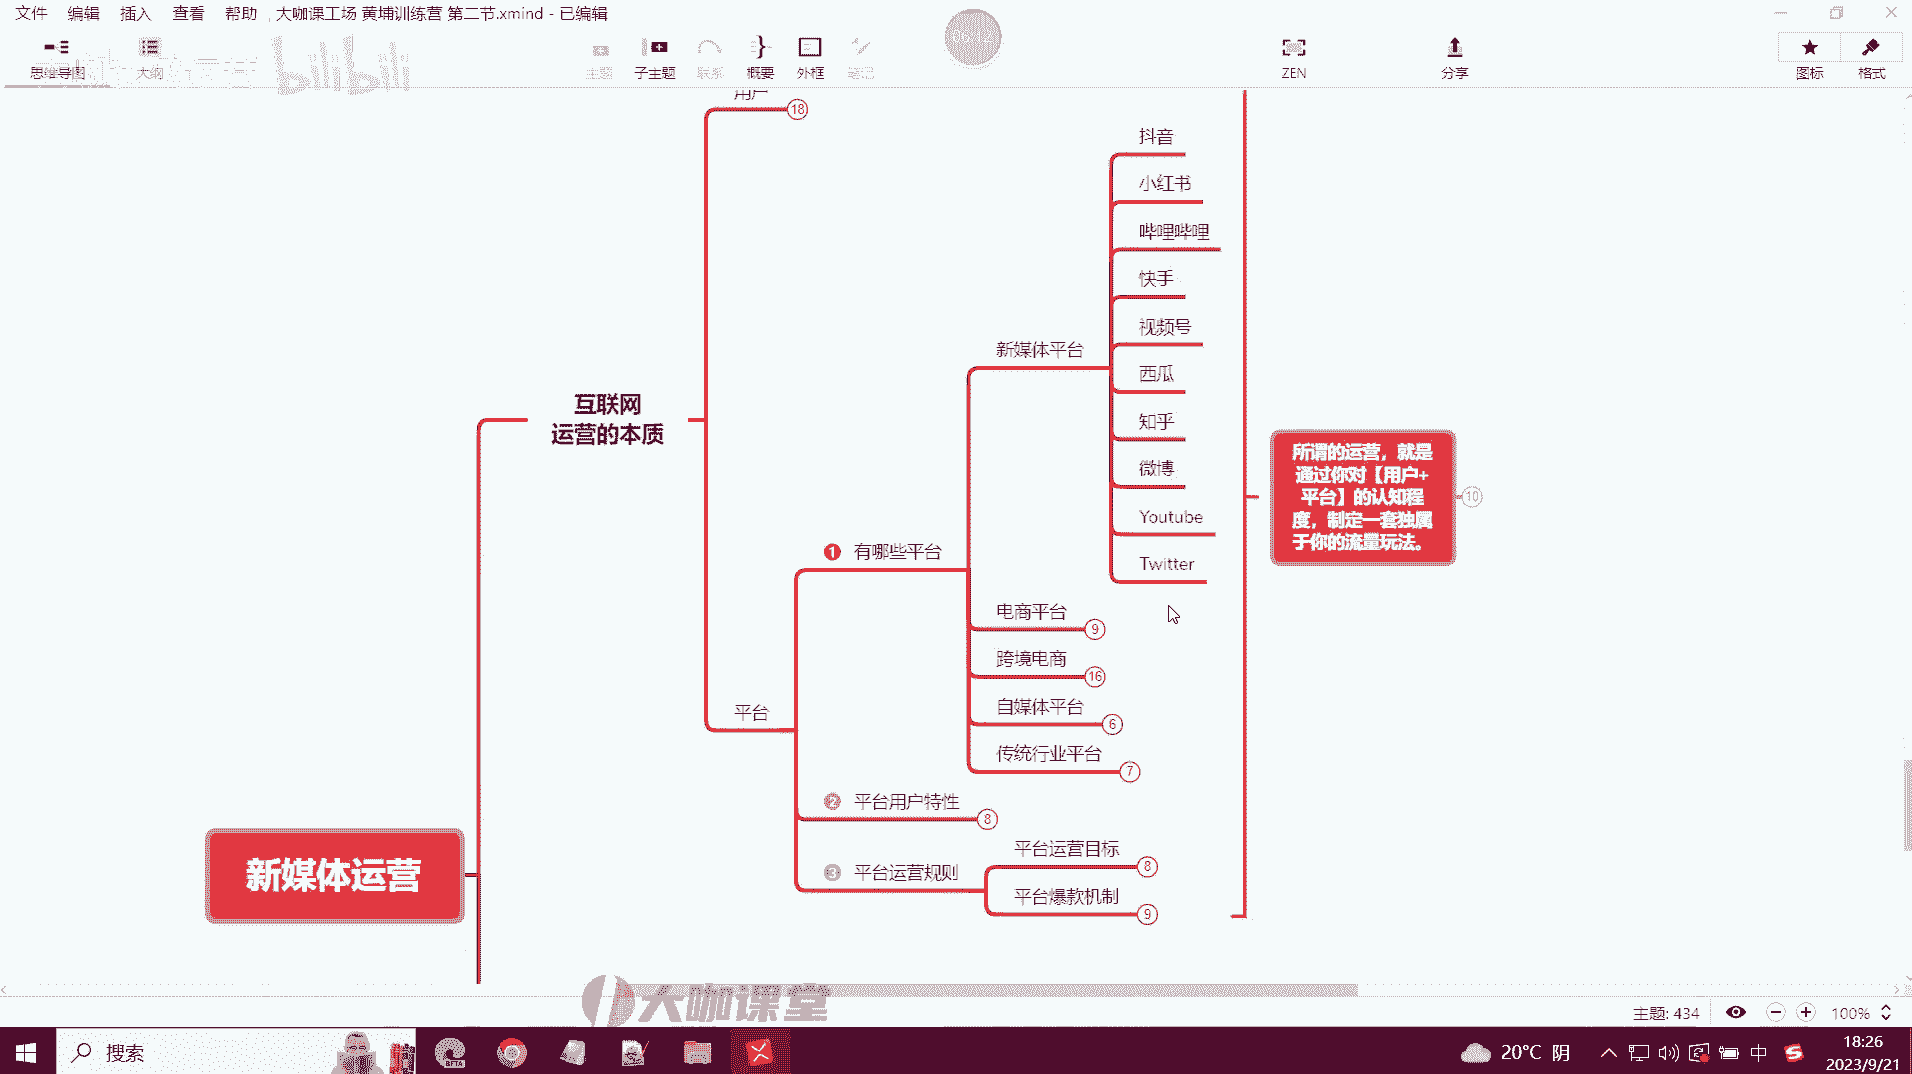 文件 编辑 插入 查看 帮助 大咖课工场 黄埔训练营 第二节.xmind - 已编辑
思维导图 大纲 主题 子主题 联系 概要 外框 笔记 ZEN 分享 图标 格式
bilibili
用户 18
抖音
小红书
哔哩哔哩
快手
视频号
新媒体平台
西瓜
互联网
运营的本质
知乎
微博
Youtube
Twitter
所谓的运营，就是
通过你对【用户+
平台】的认知程
度，制定一套独属
于你的流量玩法。
10
1 有哪些平台
电商平台 9
跨境电商 16
自媒体平台 6
平台
传统行业平台 7
2 平台用户特性 8
平台运营目标 8
3 平台运营规则
平台爆款机制 9
新媒体运营
大咖课堂
主题: 434 100%
搜索
BETA
20°C 阴
中
18:26
2023/9/21